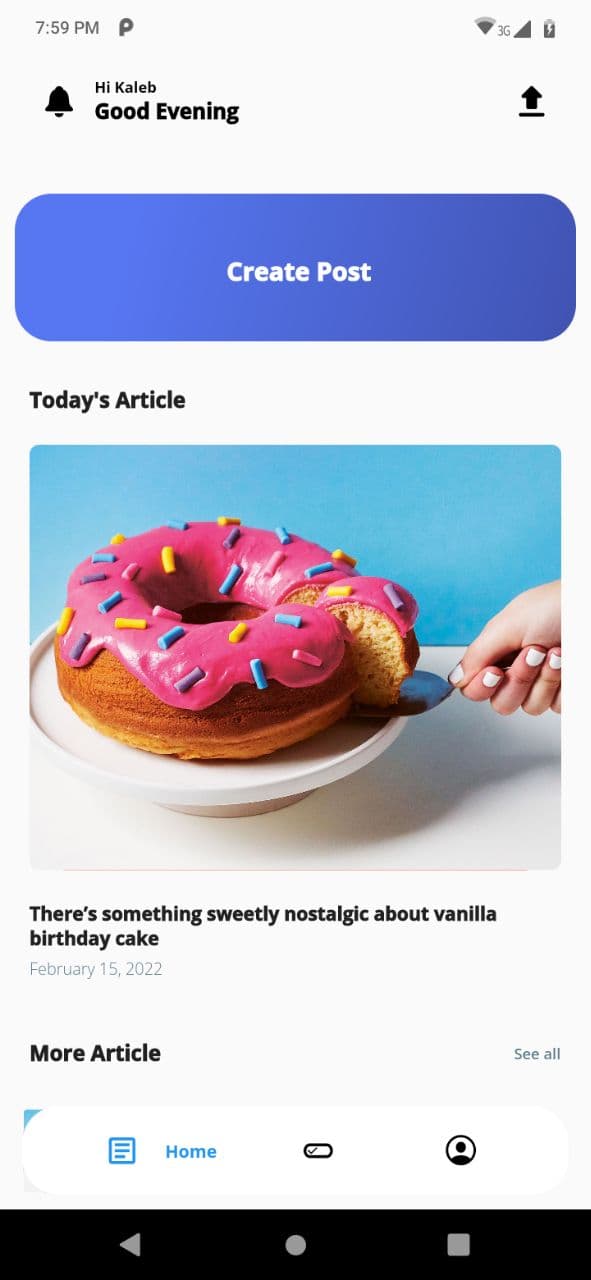 7:59 PM
3G
Hi Kaleb
Good Evening
Create Post
Today's Article
There’s something sweetly nostalgic about vanilla
birthday cake
February 15, 2022
More Article
See all
Home